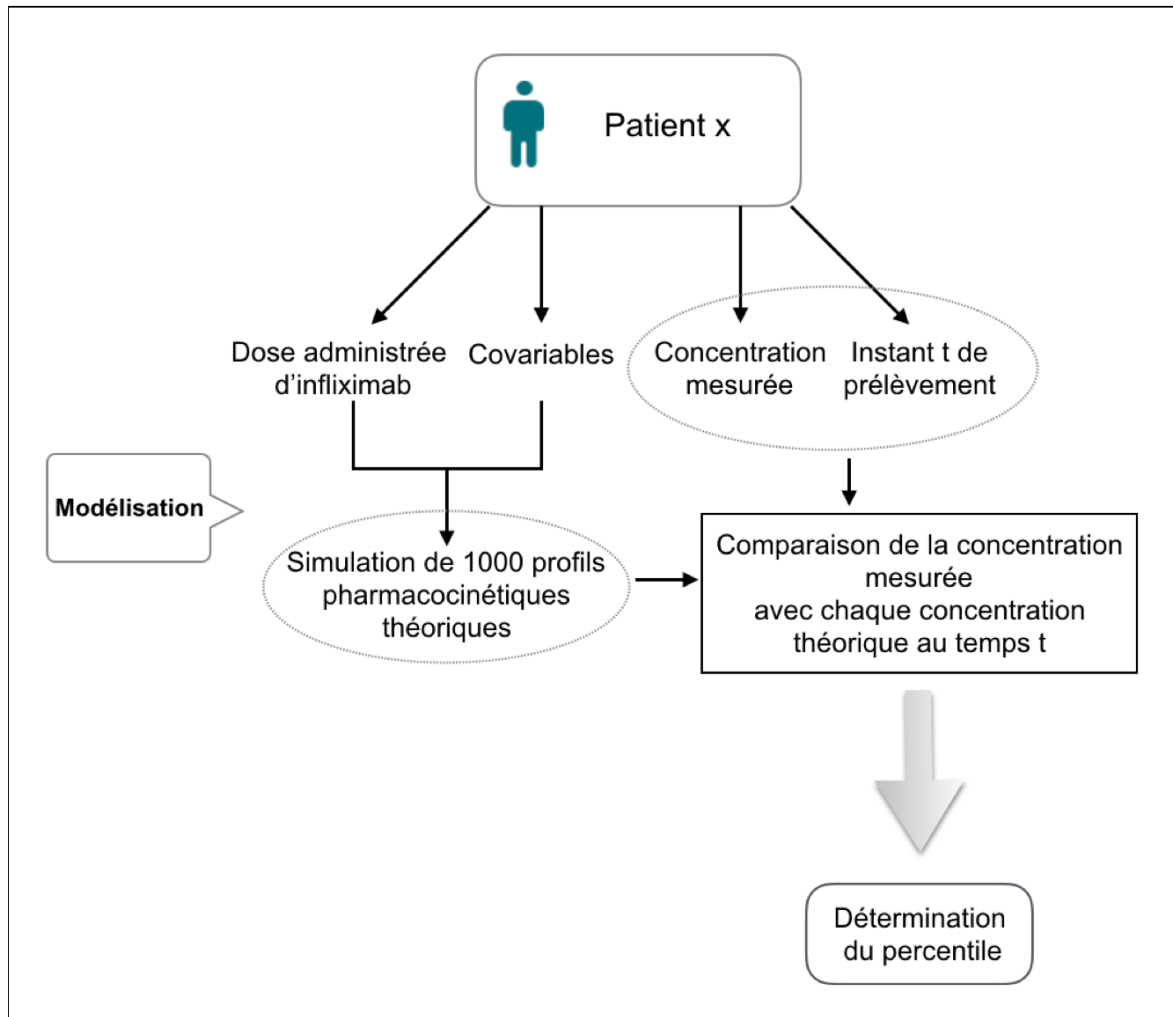 Patient x
Dose administrée
d'infliximab
Covariables
Concentration
mesurée
Instant t de
prélèvement
Modélisation
Simulation de 1000 profils
pharmacocinétiques
théoriques
Comparaison de la concentration
mesurée
avec chaque concentration
théorique au temps t
Détermination
du percentile